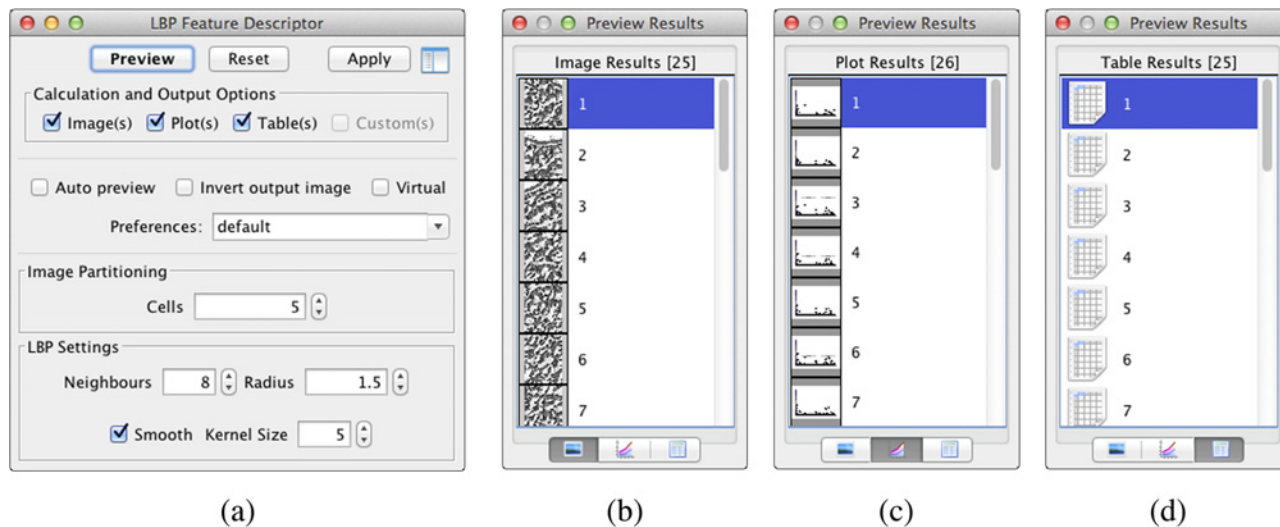 LBP Feature Descriptor
Preview Reset Apply
Calculation and Output Options
Image(s) Plot(s) Table(s) Custom(s)
Auto preview Invert output image Virtual
Preferences: default
Image Partitioning
Cells 5
LBP Settings
Neighbours 8 Radius 1.5
Smooth Kernel Size 5
(a)
Preview Results
Image Results [25]
1
2
3
4
5
6
7
(b)
Preview Results
Plot Results [26]
1
2
3
4
5
6
7
(c)
Preview Results
Table Results [25]
1
2
3
4
5
6
7
(d)